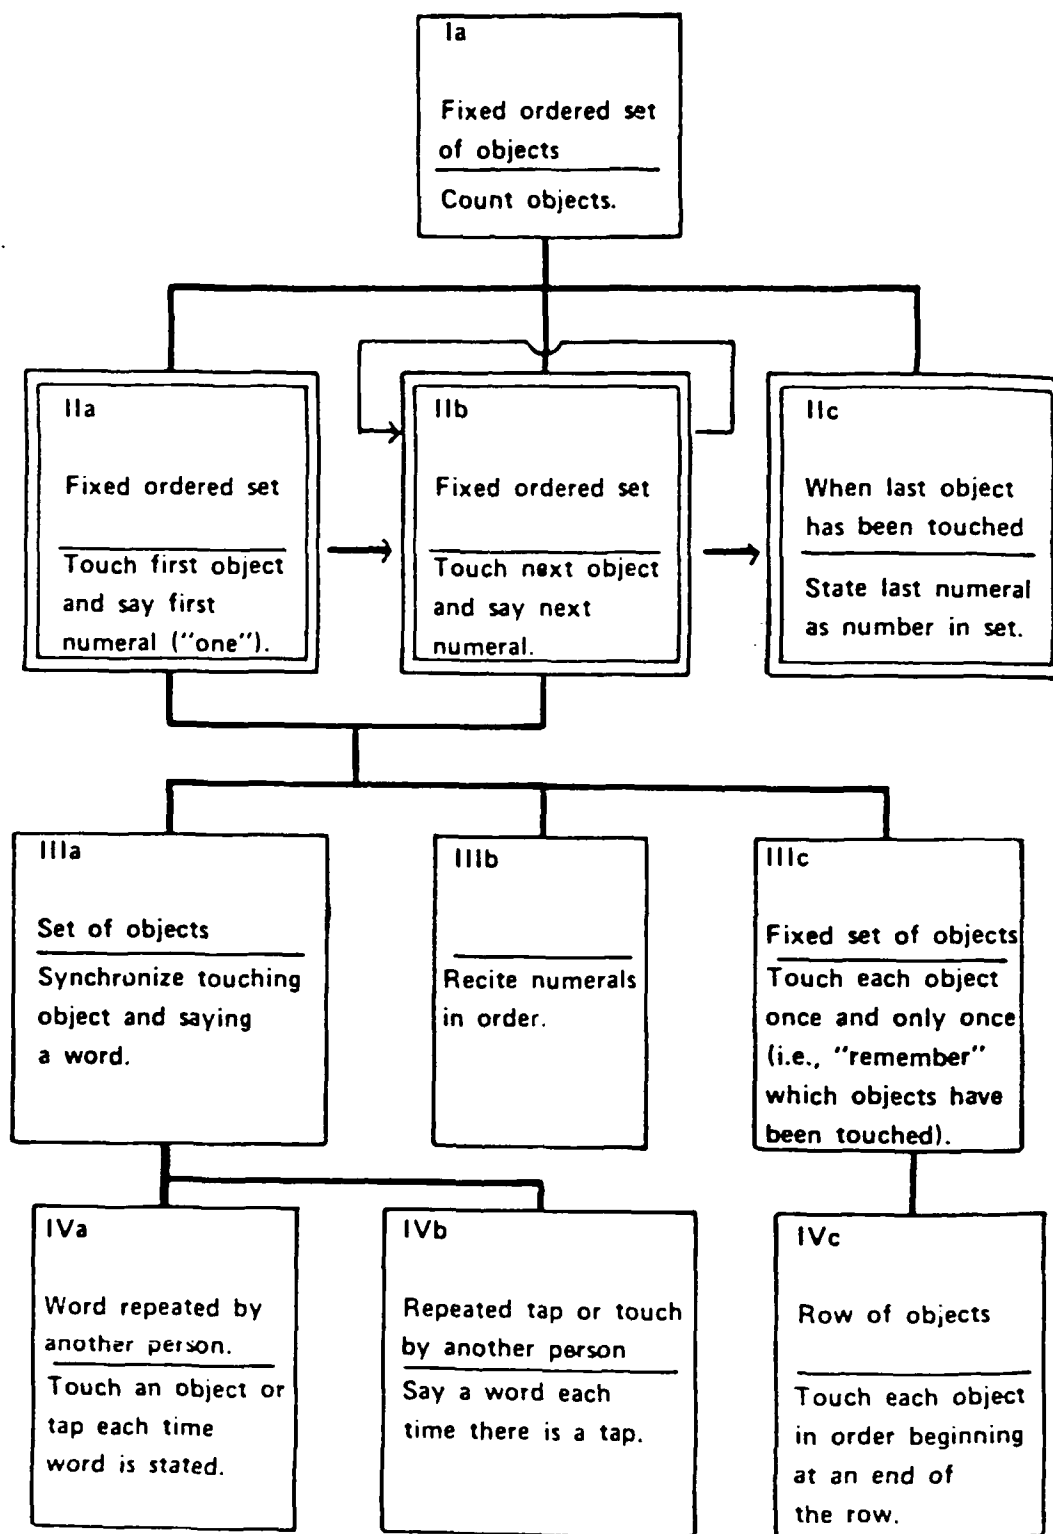 Ia
Fixed ordered set
of objects
Count objects.
IIa
Fixed ordered set
Touch first object
and say first
numeral ("one").
IIb
Fixed ordered set
Touch next object
and say next
numeral.
IIc
When last object
has been touched
State last numeral
as number in set.
IIIa
Set of objects
Synchronize touching
object and saying
a word.
IIIb
Recite numerals
in order.
IIIc
Fixed set of objects
Touch each object
once and only once
(i.e., "remember"
which objects have
been touched).
IVa
Word repeated by
another person.
Touch an object or
tap each time
word is stated.
IVb
Repeated tap or touch
by another person
Say a word each
time there is a tap.
IVc
Row of objects
Touch each object
in order beginning
at an end of
the row.